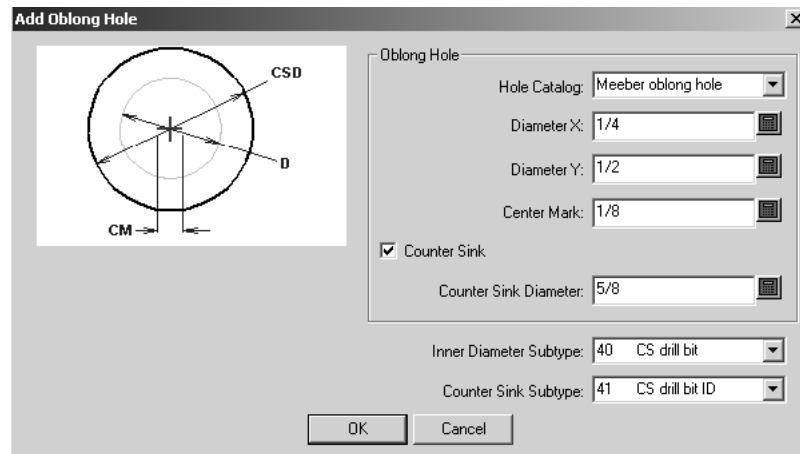 Add Oblong Hole
CSD
D
CM
Oblong Hole
Hole Catalog: Meeber oblong hole
Diameter X: 1/4
Diameter Y: 1/2
Center Mark: 1/8
Counter Sink
Counter Sink Diameter: 5/8
Inner Diameter Subtype: 40 CS drill bit
Counter Sink Subtype: 41 CS drill bit ID
OK Cancel